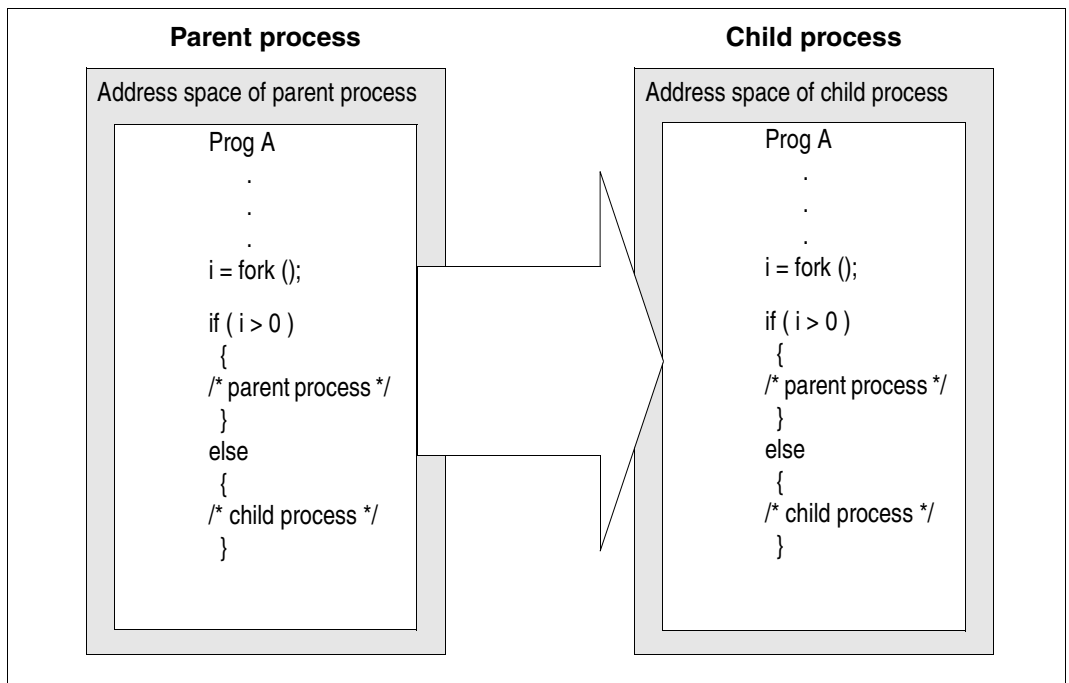 Parent process
Address space of parent process
Prog A
.
.
.
i = fork ();
if ( i > 0 )
{
/* parent process */
}
else
{
/* child process */
}
Child process
Address space of child process
Prog A
.
.
.
i = fork ();
if ( i > 0 )
{
/* parent process */
}
else
{
/* child process */
}